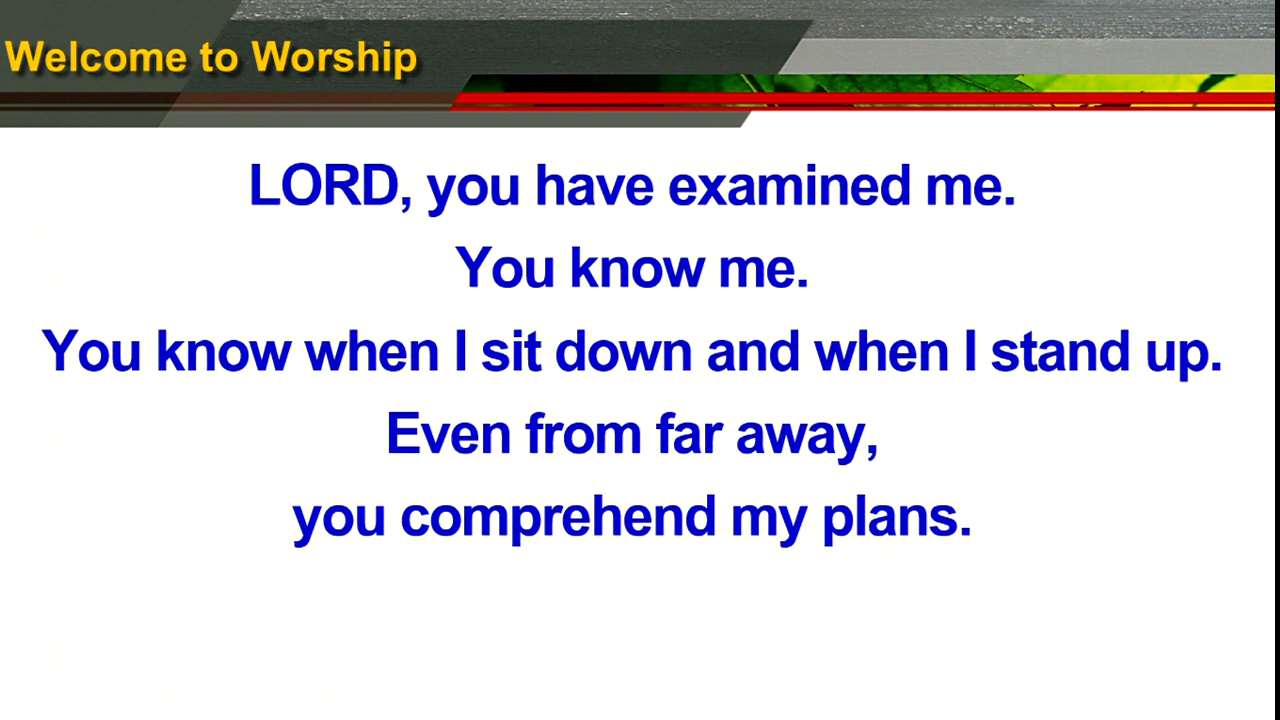 Welcome to Worship
LORD, you have examined me.
You know me.
You know when I sit down and when I stand up.
Even from far away,
you comprehend my plans.